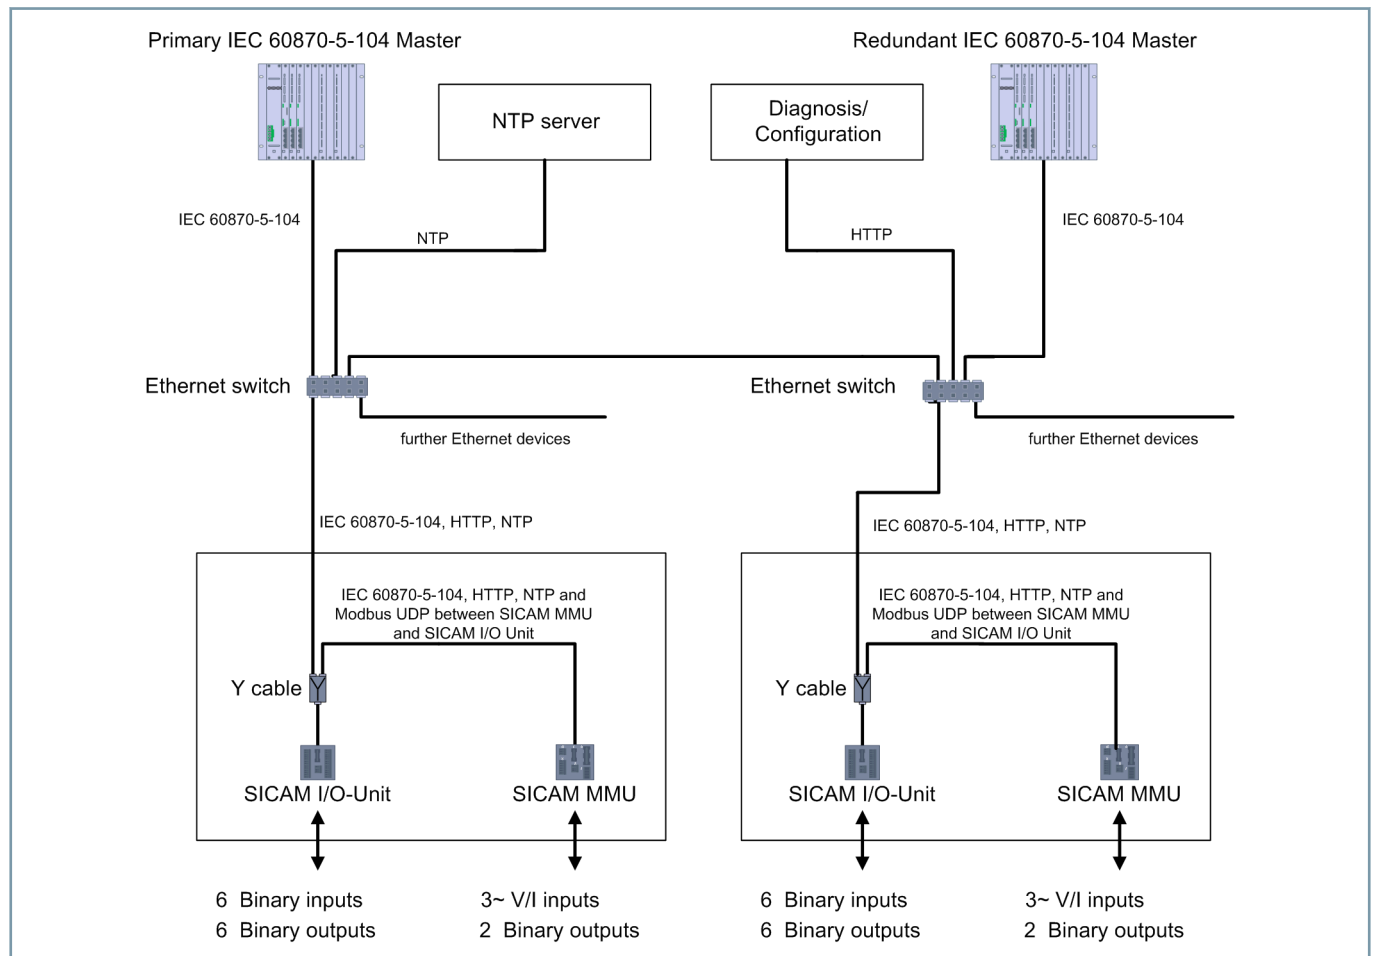 Primary IEC 60870-5-104 Master
Redundant IEC 60870-5-104 Master
NTP server
Diagnosis/
Configuration
IEC 60870-5-104
IEC 60870-5-104
NTP
HTTP
Ethernet switch
Ethernet switch
further Ethernet devices
further Ethernet devices
IEC 60870-5-104, HTTP, NTP
IEC 60870-5-104, HTTP, NTP
IEC 60870-5-104, HTTP, NTP and
Modbus UDP between SICAM MMU
and SICAM I/O Unit
IEC 60870-5-104, HTTP, NTP and
Modbus UDP between SICAM MMU
and SICAM I/O Unit
Y cable
Y cable
SICAM I/O-Unit
SICAM MMU
SICAM I/O-Unit
SICAM MMU
6 Binary inputs
6 Binary outputs
3~ V/I inputs
2 Binary outputs
6 Binary inputs
6 Binary outputs
3~ V/I inputs
2 Binary outputs